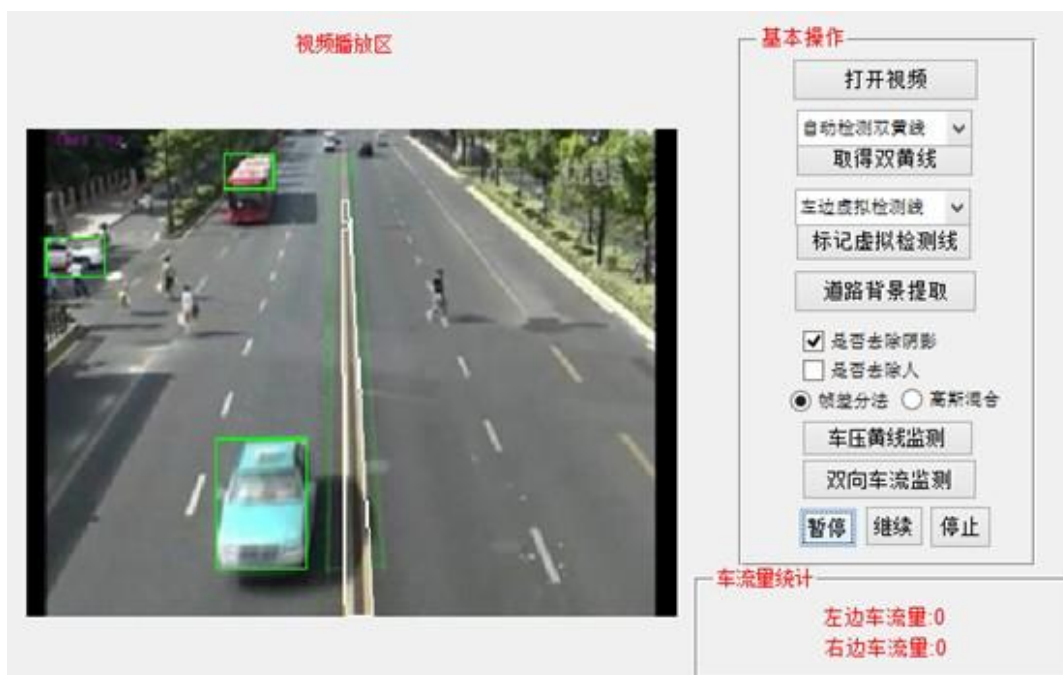 视频播放区
基本操作
打开视频
自动检测双黄线
取得双黄线
左边虚拟检测线
标记虚拟检测线
道路背景提取
是否去除阴影
是否去除人
帧差分法 高斯混合
车压黄线监测
双向车流监测
暂停 继续 停止
车流量统计
左边车流量:0
右边车流量:0